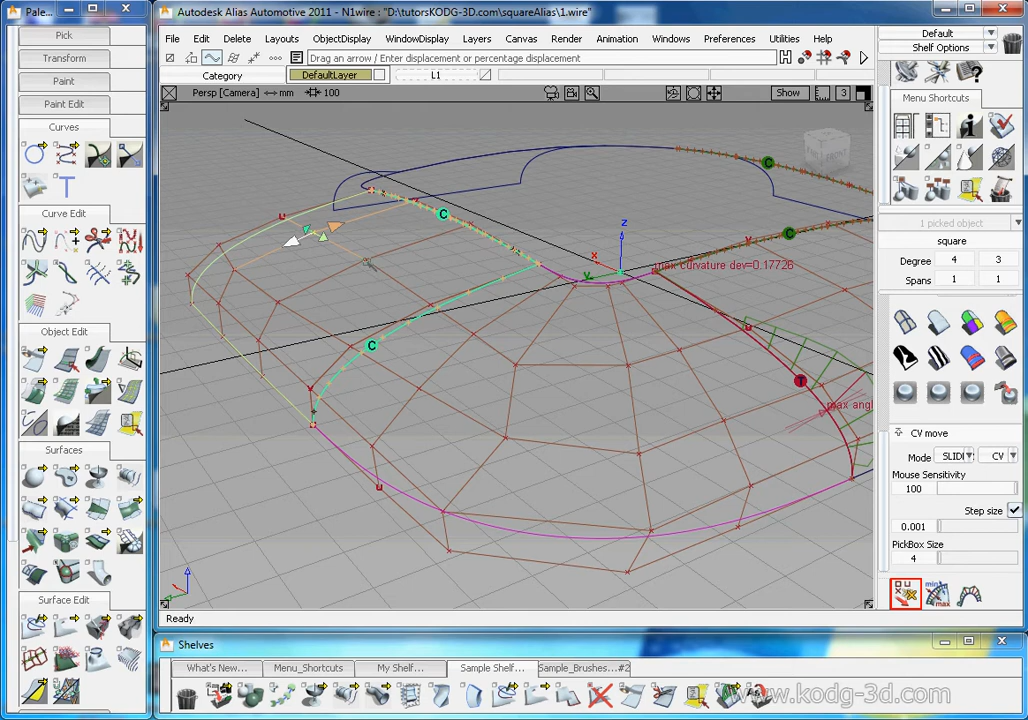 Pale...
Autodesk Alias Automotive 2011 - N1wire : "D:\tutorsKODG-3D.com\squareAlias\1.wire"
File Edit Delete Layouts ObjectDisplay WindowDisplay Layers Canvas Render Animation Windows Preferences Utilities Help
Drag an arrow / Enter displacement or percentage displacement
Category DefaultLayer L1
Persp [Camera] mm 100 Show 3
Pick
Transform
Paint
Paint Edit
Curves
Curve Edit
Object Edit
Surfaces
Surface Edit
C
C
C
C
T
u
u
z
x
y
max curvature dev=0.17726
max angl
Ready
Default
Shelf Options
Menu Shortcuts
1 picked object
square
Degree 4 3
Spans 1 1
CV move
Mode SLIDI CV
Mouse Sensitivity
100
Step size
0.001
PickBox Size
4
min
max
Shelves
What's New... Menu_Shortcuts My Shelf... Sample Shelf... Sample_Brushes...#2
www.kodg-3d.com